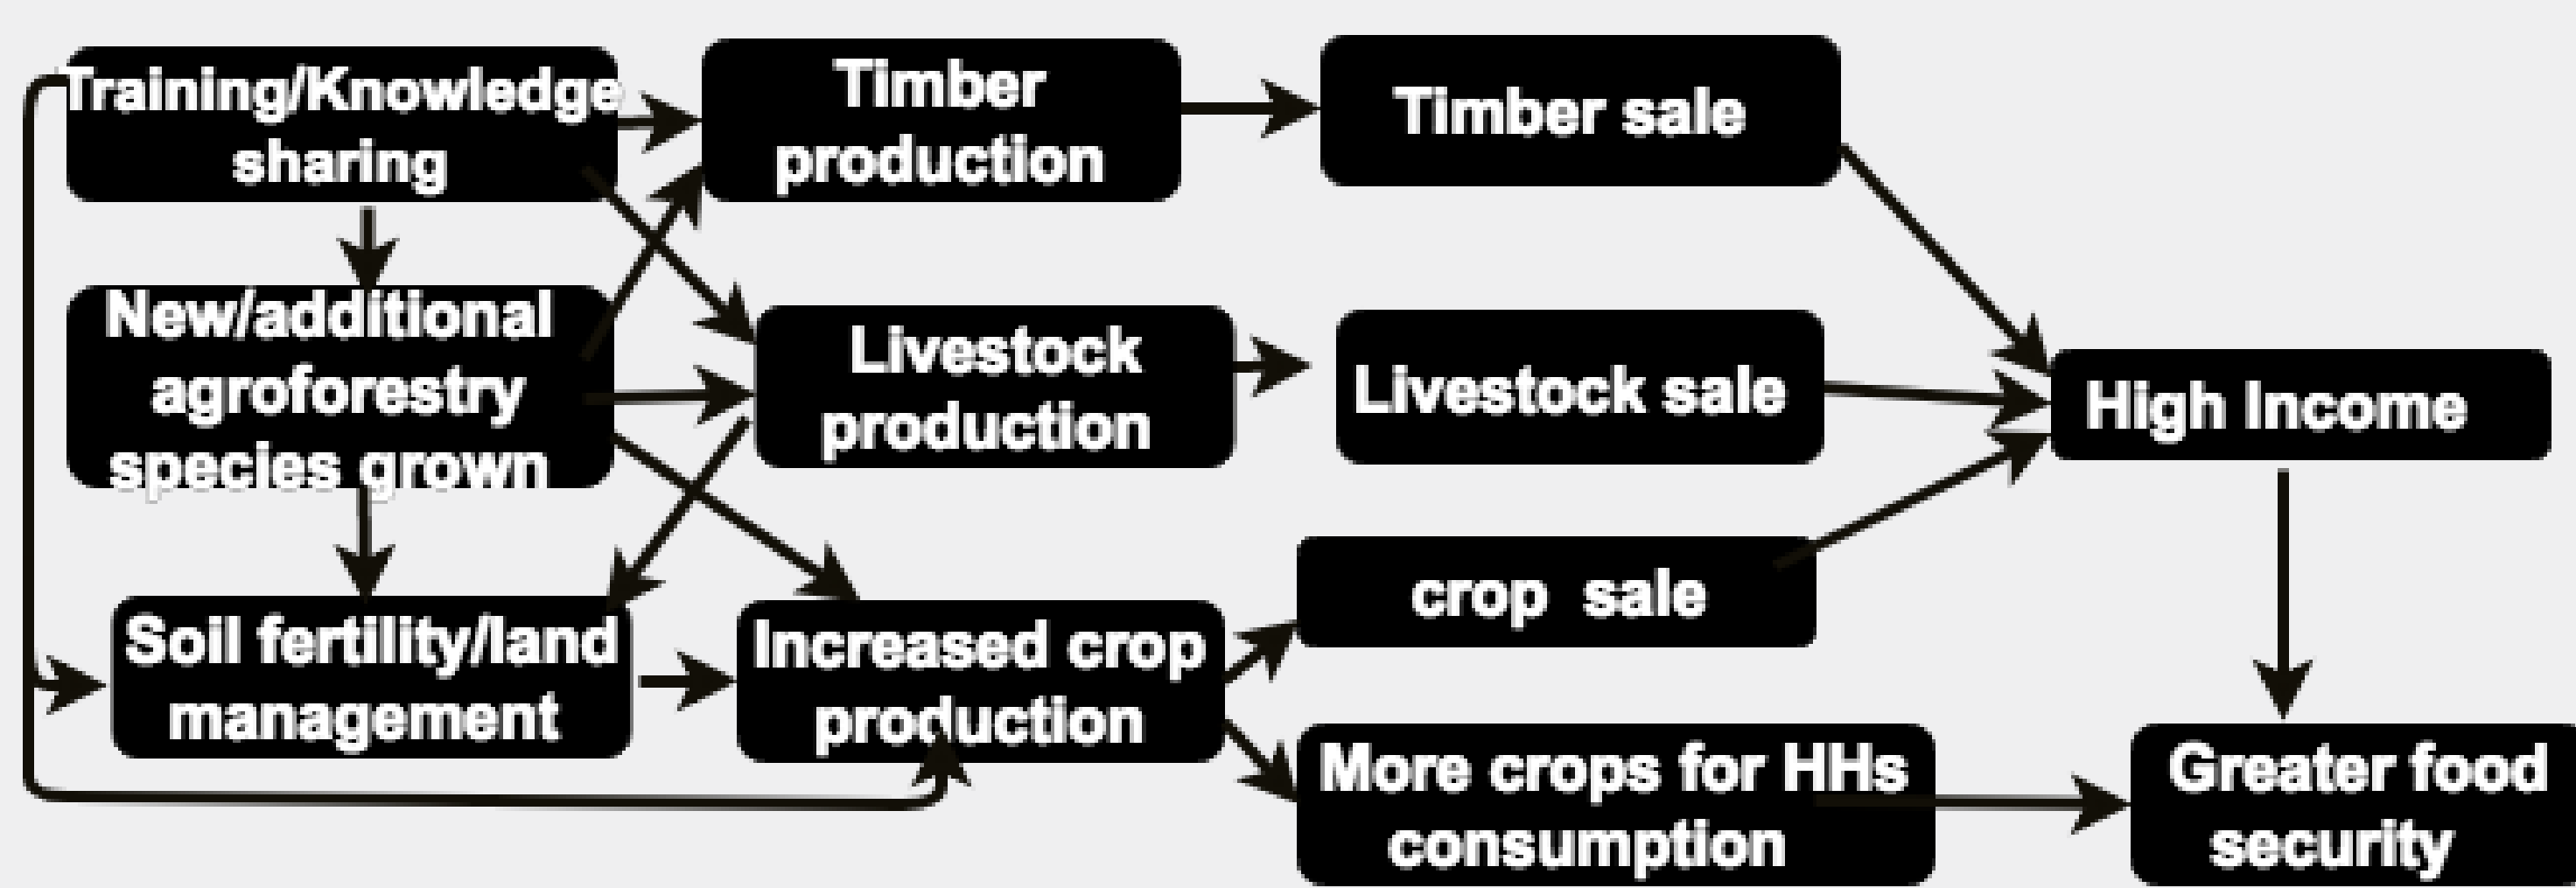 Training/Knowledge
sharing
Timber
production
Timber sale
New/additional
agroforestry
species grown
Livestock
production
Livestock sale
High Income
Soil fertility/land
management
Increased crop
production
crop  sale
More crops for HHs
consumption
Greater food
security